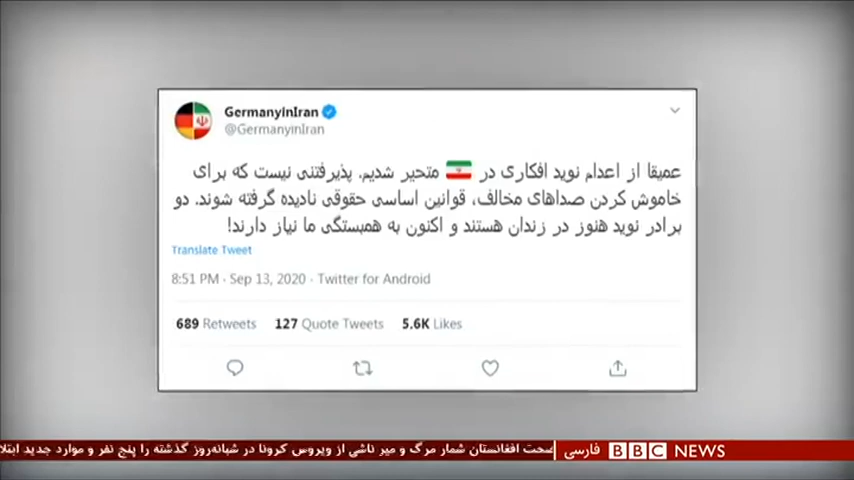 GermanyinIran
@GermanyinIran
عمیقا از اعدام نوید افکاری در 🇮🇷 متحیر شدیم. پذیرفتنی نیست که برای
خاموش کردن صداهای مخالف، قوانین اساسی حقوقی نادیده گرفته شوند. دو
برادر نوید هنوز در زندان هستند و اکنون به همبستگی ما نیاز دارند!
Translate Tweet
8:51 PM · Sep 13, 2020 · Twitter for Android
689 Retweets 127 Quote Tweets 5.6K Likes
صحت افغانستان شمار مرگ و میر ناشی از ویروس کرونا در شبانه‌روز گذشته را پنج نفر و موارد جدید
BBC NEWS فارسی